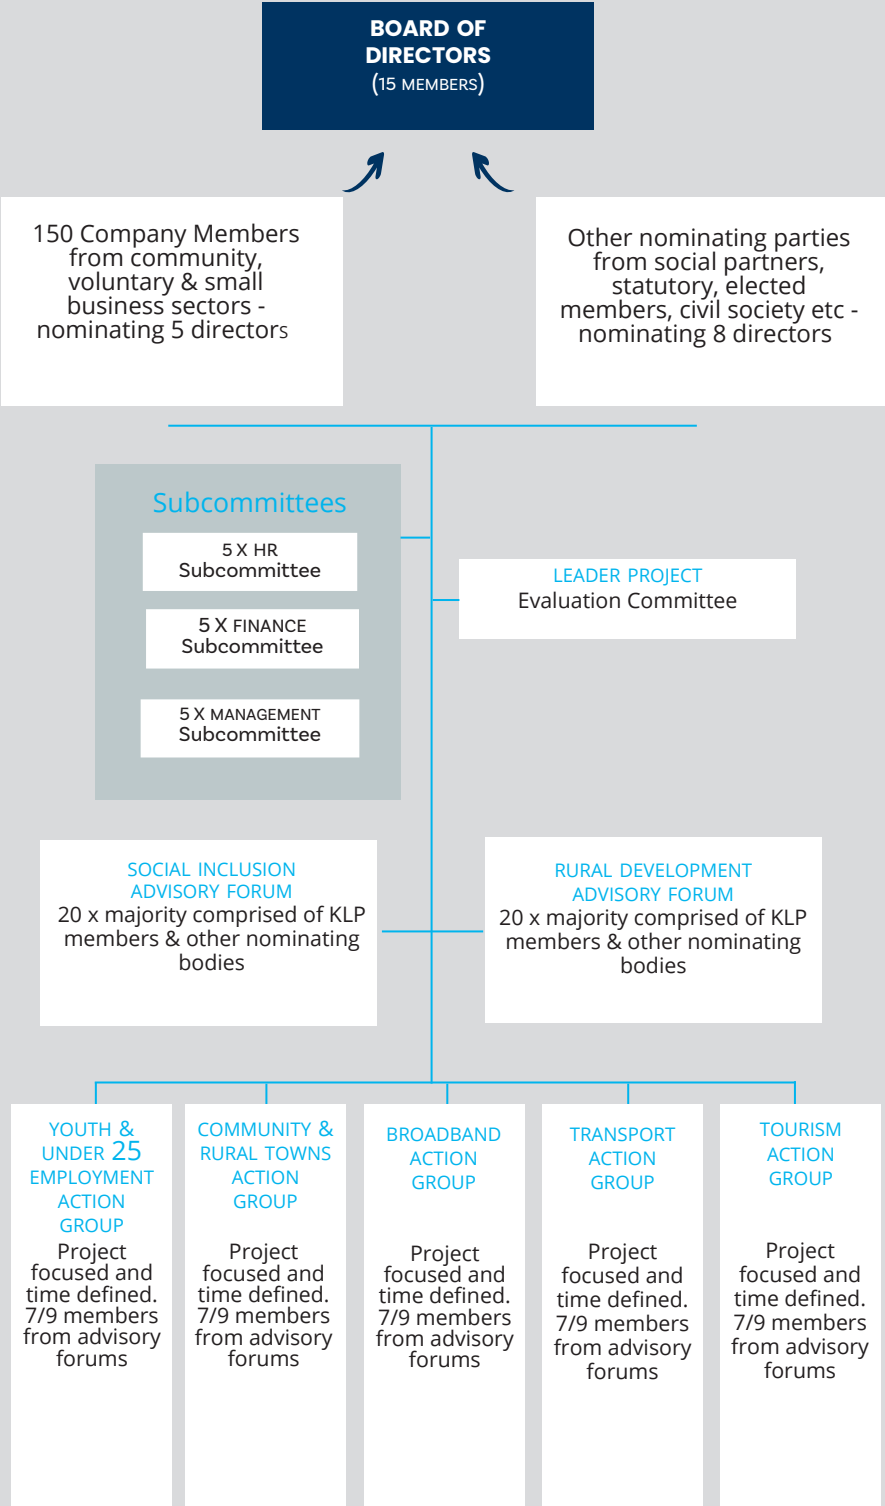 BOARD OF
DIRECTORS
(15 MEMBERS)
150 Company Members
from community,
voluntary & small
business sectors -
nominating 5 directors
Other nominating parties
from social partners,
statutory, elected
members, civil society etc -
nominating 8 directors
Subcommittees
5 X HR
Subcommittee
5 X FINANCE
Subcommittee
5 X MANAGEMENT
Subcommittee
LEADER PROJECT
Evaluation Committee
SOCIAL INCLUSION
ADVISORY FORUM
20 x majority comprised of KLP
members & other nominating
bodies
RURAL DEVELOPMENT
ADVISORY FORUM
20 x majority comprised of KLP
members & other nominating
bodies
YOUTH &
UNDER 25
EMPLOYMENT
ACTION
GROUP
Project
focused and
time defined.
7/9 members
from advisory
forums
COMMUNITY &
RURAL TOWNS
ACTION
GROUP
Project
focused and
time defined.
7/9 members
from advisory
forums
BROADBAND
ACTION
GROUP
Project
focused and
time defined.
7/9 members
from advisory
forums
TRANSPORT
ACTION
GROUP
Project
focused and
time defined.
7/9 members
from advisory
forums
TOURISM
ACTION
GROUP
Project
focused and
time defined.
7/9 members
from advisory
forums